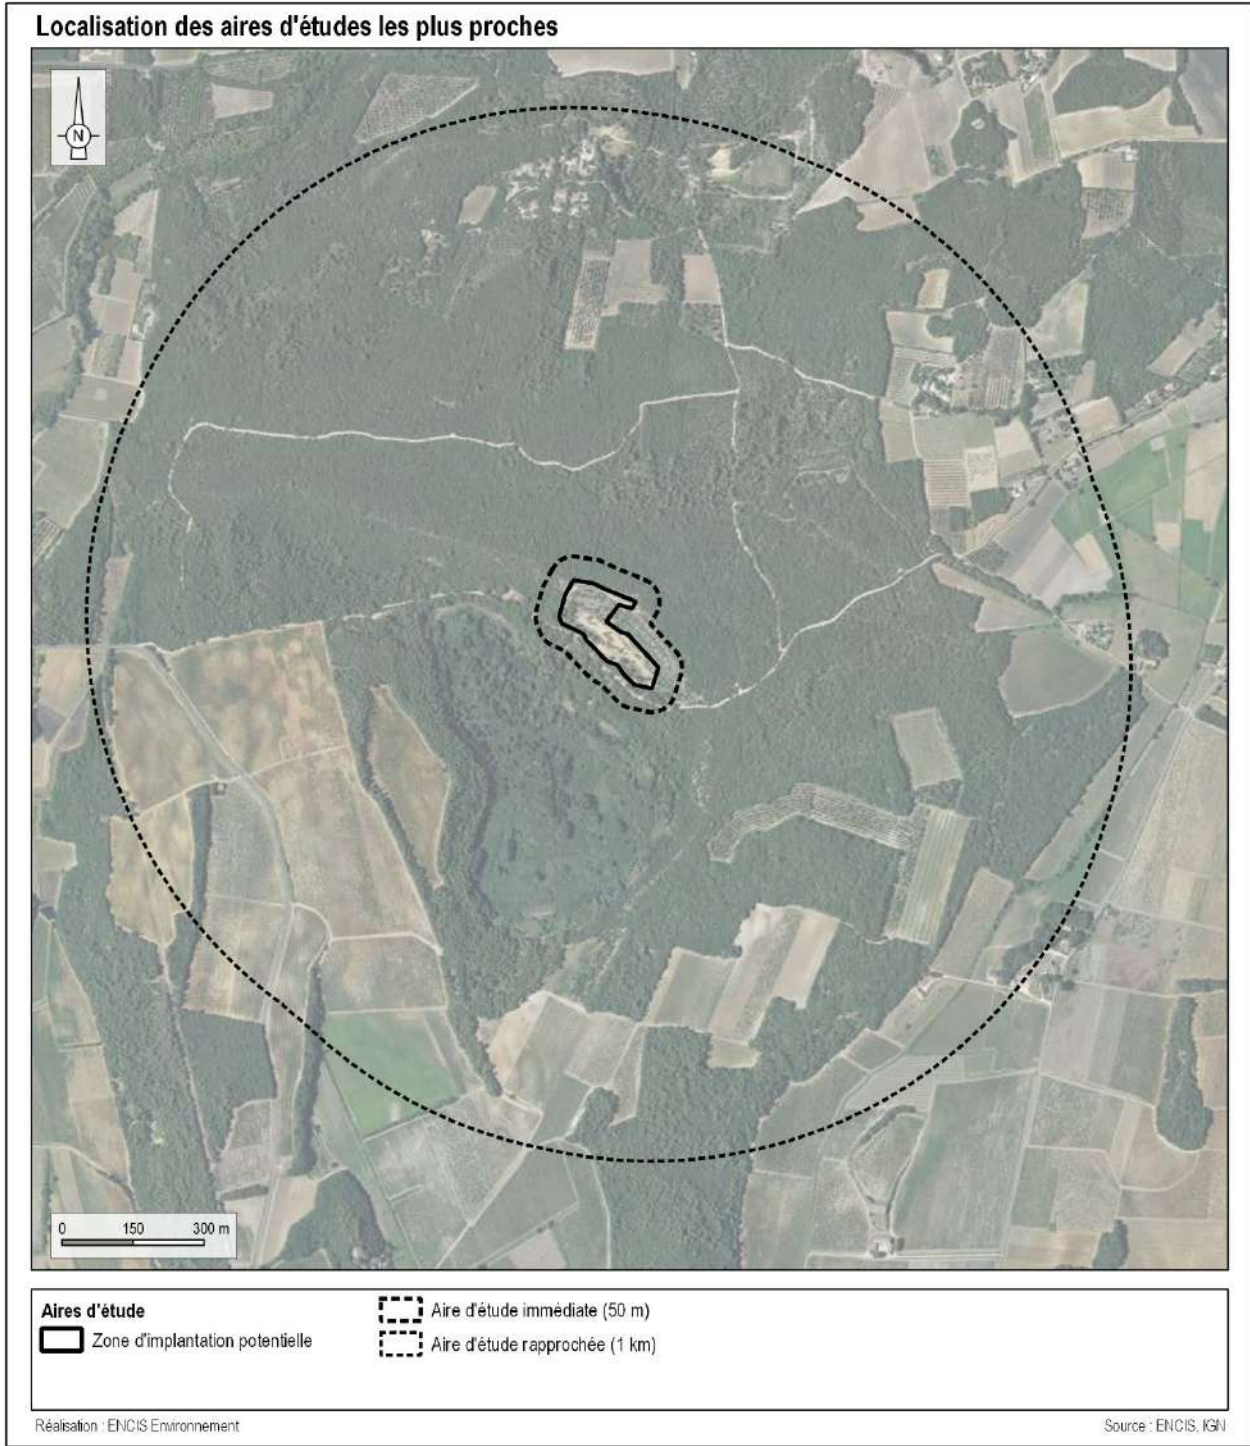 Localisation des aires d'études les plus proches
N
0 150 300 m
Aires d'étude
Zone d'implantation potentielle
Aire d'étude immédiate (50 m)
Aire d'étude rapprochée (1 km)
Réalisation : ENCIS Environnement
Source : ENCIS, IGN